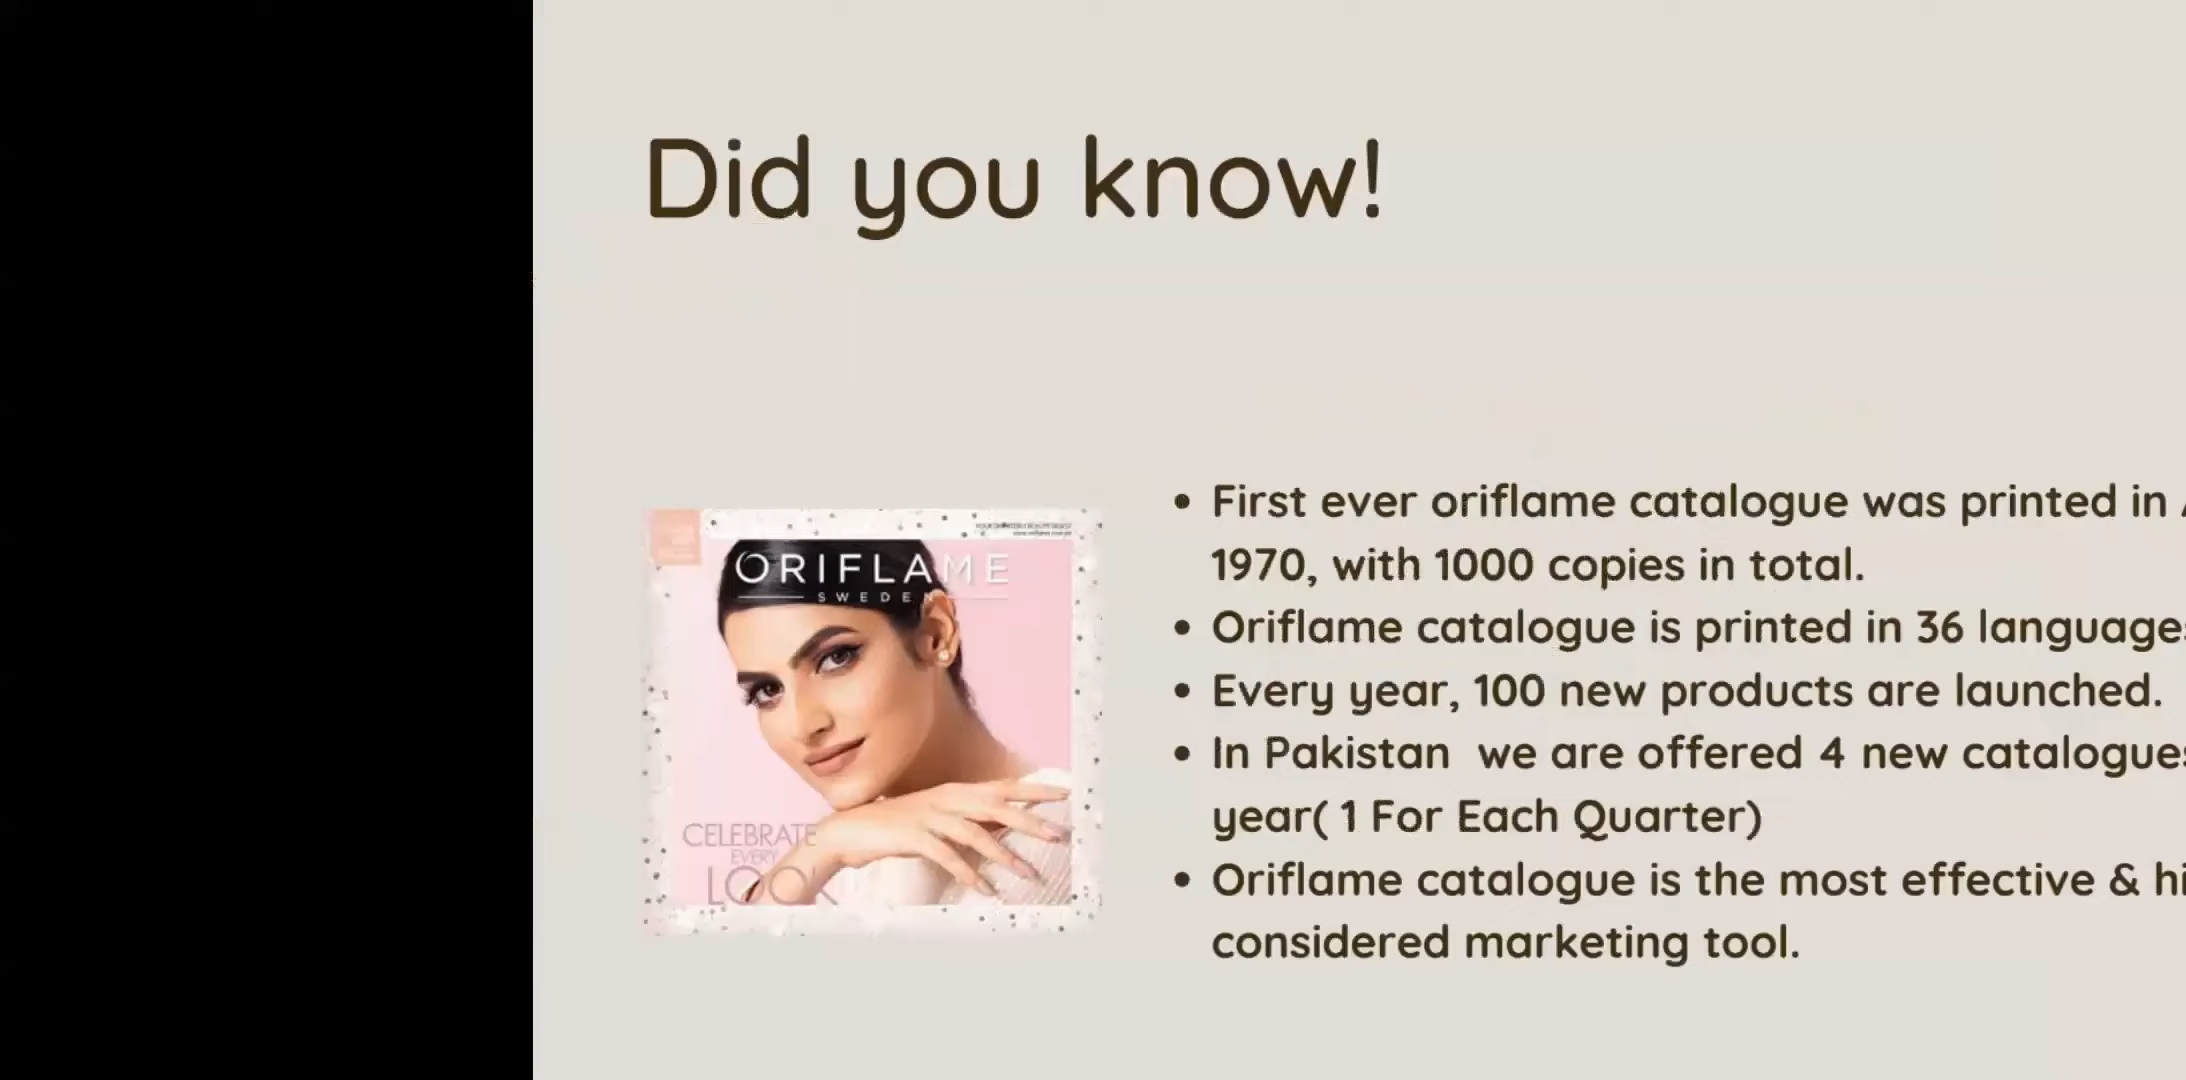 Did you know!
First ever oriflame catalogue was printed in
1970, with 1000 copies in total.
Oriflame catalogue is printed in 36
Every year, 100 new products are launched.
In Pakistan we are offered 4 new
year( 1 For Each Quarter)
Oriflame catalogue is the most effective &
considered marketing tool.
ORIFLAME
SWEDEN
CELEBRATE
EVERY
LOOK